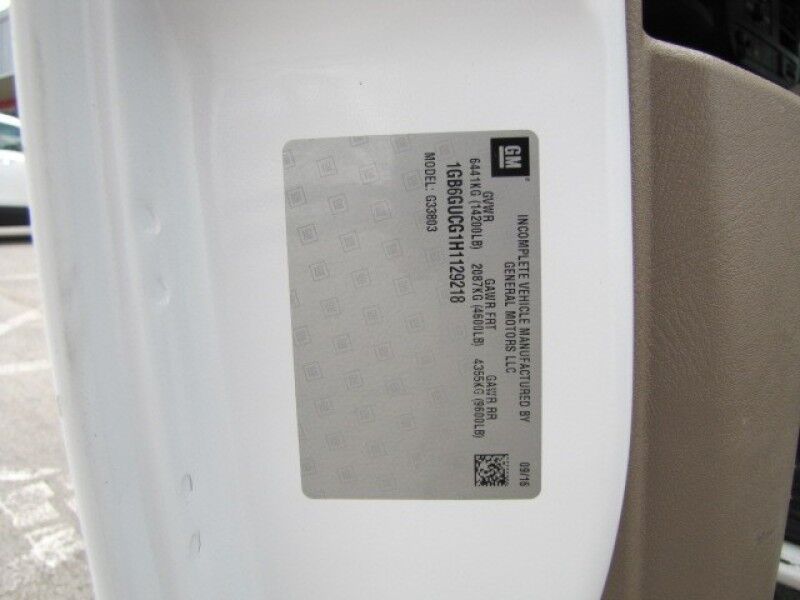 GM
INCOMPLETE VEHICLE MANUFACTURED BY
GENERAL MOTORS LLC
09/16
GVWR GAWR FRT GAWR RR
6441KG (14200LB) 2087KG (4600LB) 4355KG (9600LB)
1GB6GUCG1H1129218
MODEL: G33803